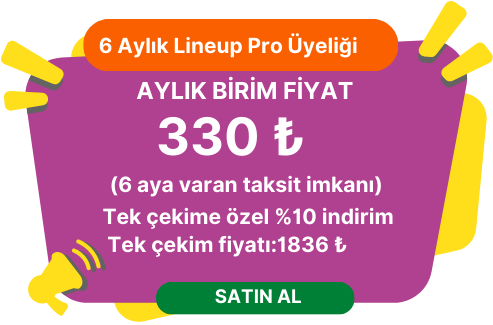 6 Aylık Lineup Pro Üyeliği
AYLIK BİRİM FİYAT
330 ₺
(6 aya varan taksit imkanı)
Tek çekime özel %10 indirim
Tek çekim fiyatı:1836 ₺
SATIN AL